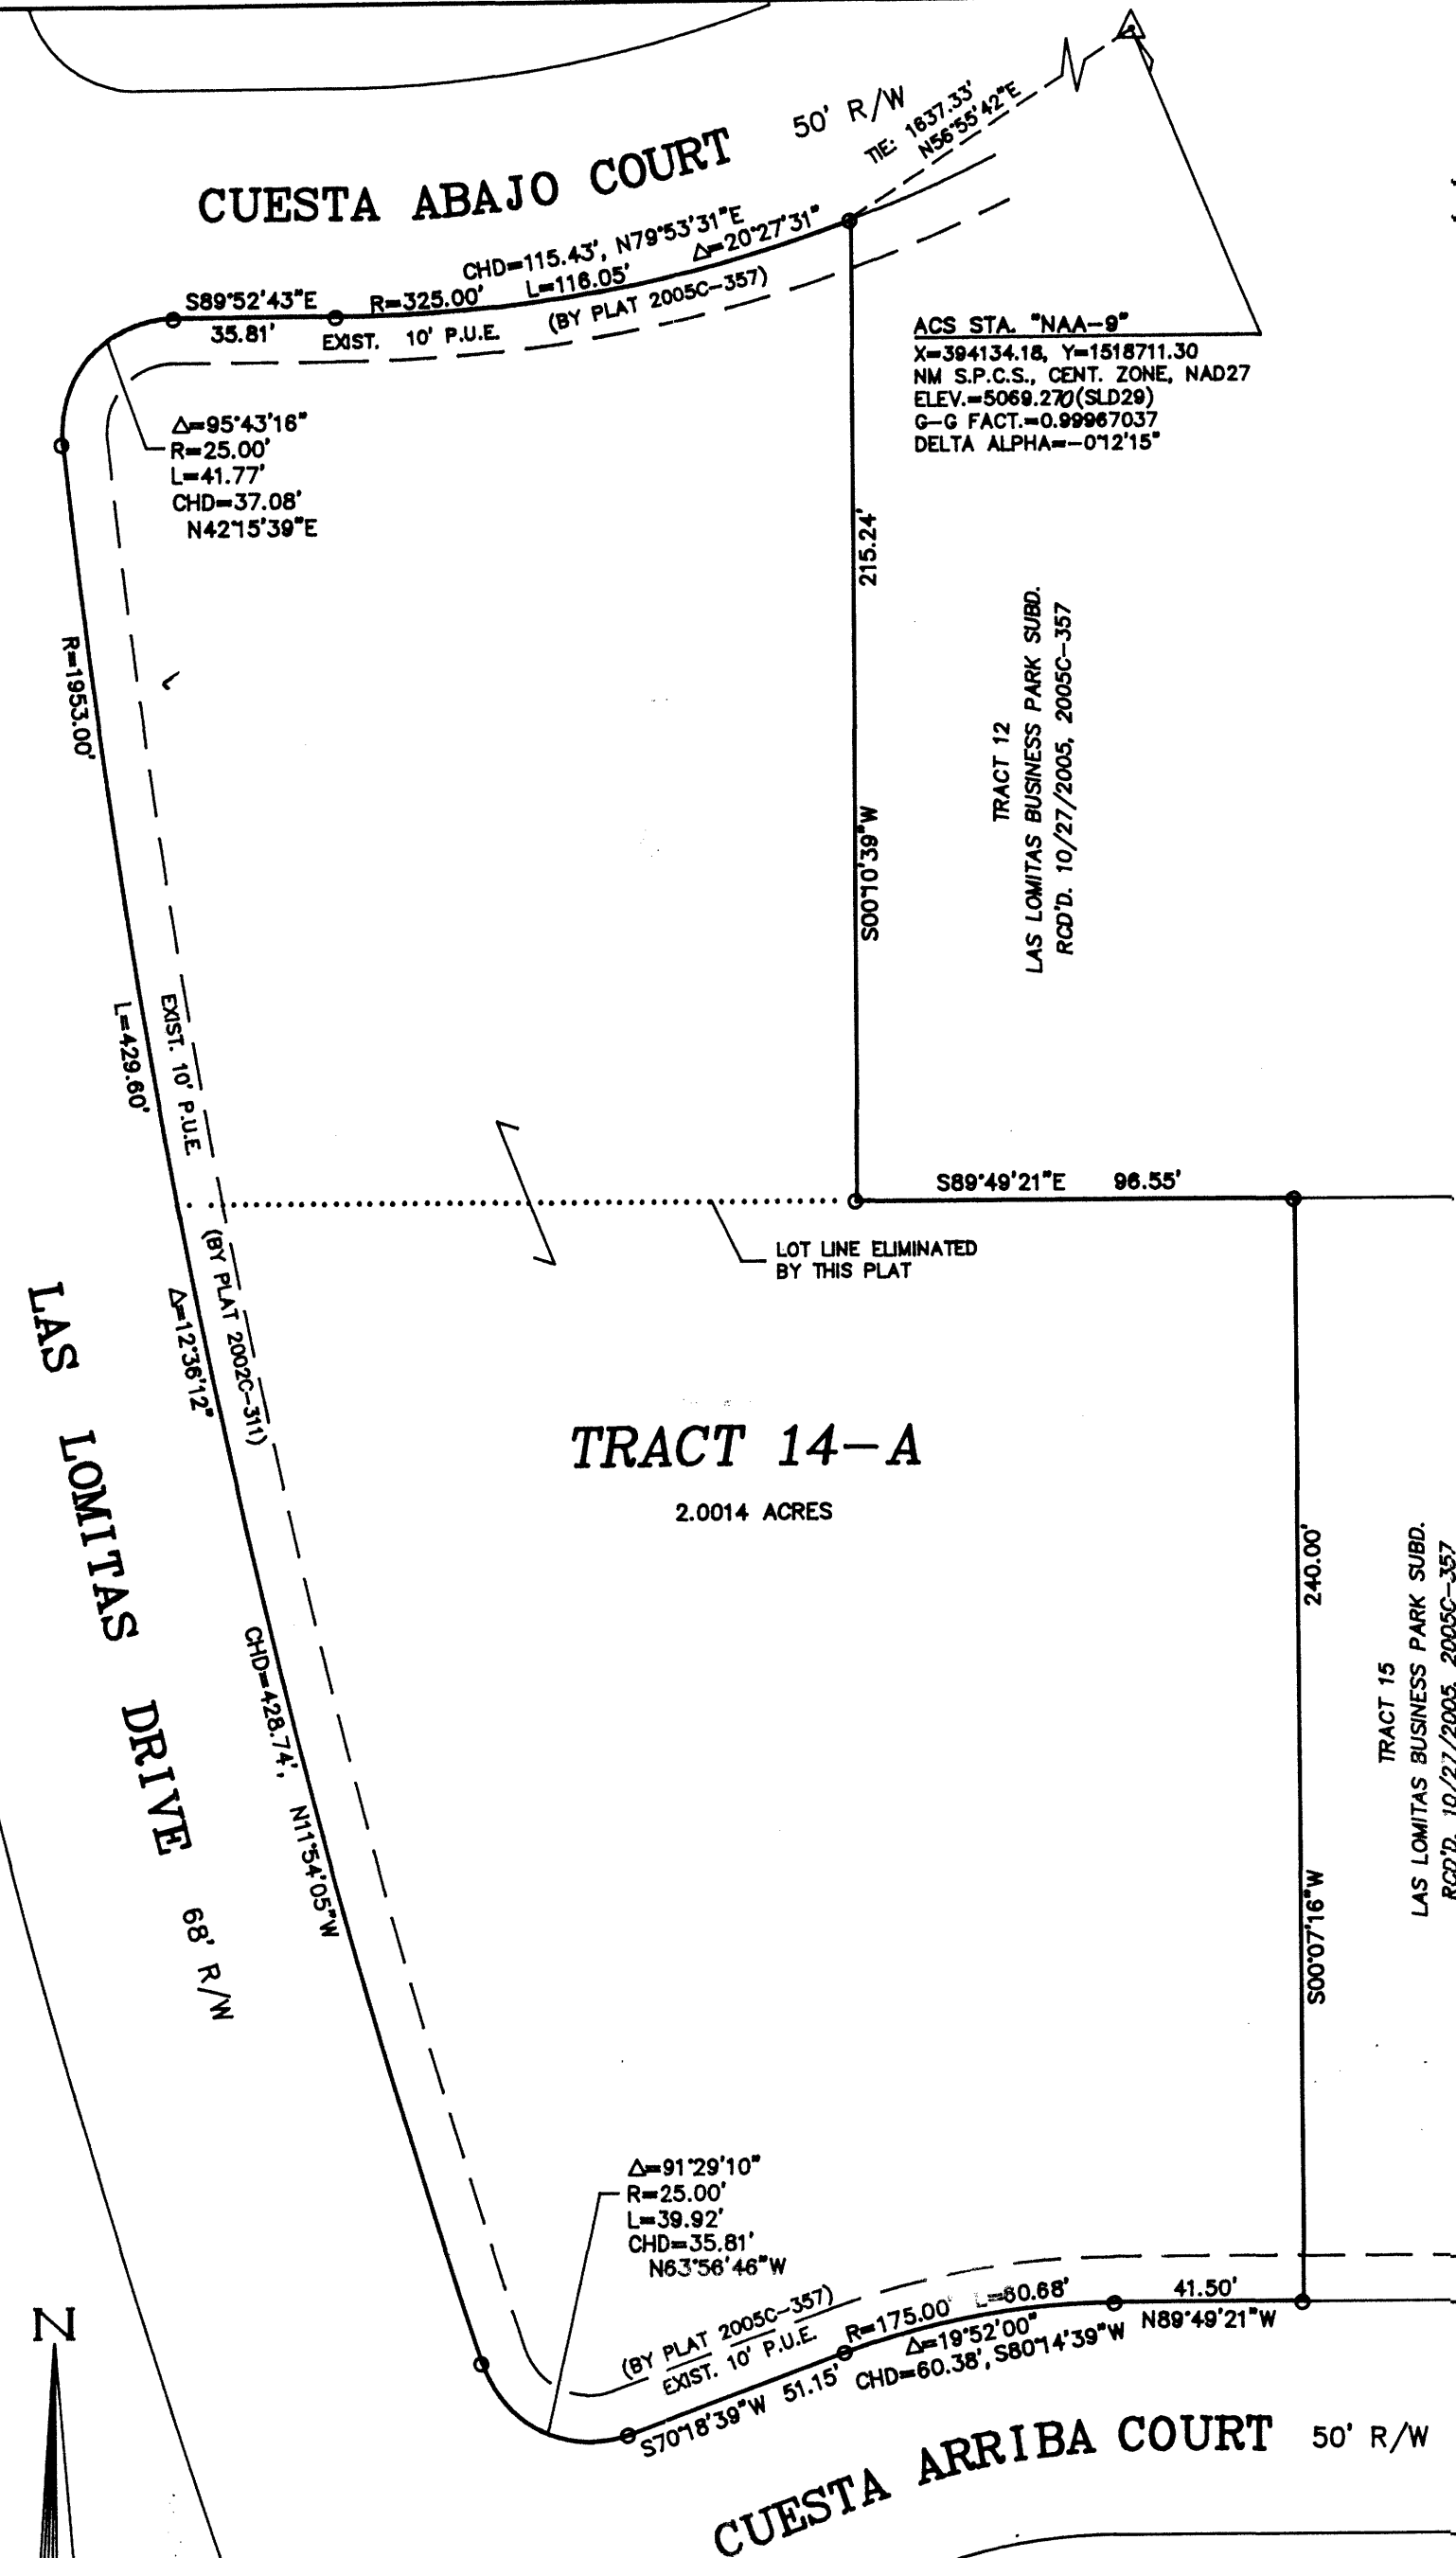 50' R/W
CUESTA ABAJO COURT
TIE: 1637.33'
N56°55'42"E
CHD=115.43', N79°53'31"E
Δ=20°27'31"
S89°52'43"E
R=325.00'
L=116.05'
35.81'
EXIST. 10' P.U.E.
(BY PLAT 2005C-357)
ACS STA. "NAA-9"
X=394134.18, Y=1518711.30
NM S.P.C.S., CENT. ZONE, NAD27
ELEV.=5069.270(SLD29)
G-G FACT.=0.99967037
DELTA ALPHA=-0°12'15"
Δ=95°43'16"
R=25.00'
L=41.77'
CHD=37.08'
N42°15'39"E
215.24'
S00°10'39"W
TRACT 12
LAS LOMITAS BUSINESS PARK SUBD.
RCD'D. 10/27/2005, 2005C-357
R=1953.00'
L=429.60'
EXIST. 10' P.U.E.
(BY PLAT 2002C-311)
Δ=12°36'12"
CHD=428.74', N11°54'05"W
S89°49'21"E 96.55'
LOT LINE ELIMINATED
BY THIS PLAT
LAS LOMITAS DRIVE 68' R/W
TRACT 14-A
2.0014 ACRES
240.00'
S00°07'16"W
TRACT 15
LAS LOMITAS BUSINESS PARK SUBD.
RCD'D. 10/27/2005, 2005C-357
Δ=91°29'10"
R=25.00'
L=39.92'
CHD=35.81'
N63°56'46"W
(BY PLAT 2005C-357)
EXIST. 10' P.U.E.
R=175.00' L=60.68'
Δ=19°52'00"
CHD=60.38', S80°14'39"W
41.50'
N89°49'21"W
S70°18'39"W 51.15'
N
CUESTA ARRIBA COURT 50' R/W